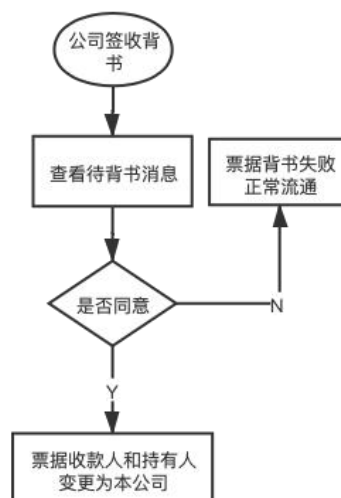 公司签收背
书
查看待背书消息
票据背书失败
正常流通
是否同意
N
Y
票据收款人和持有人
变更为本公司